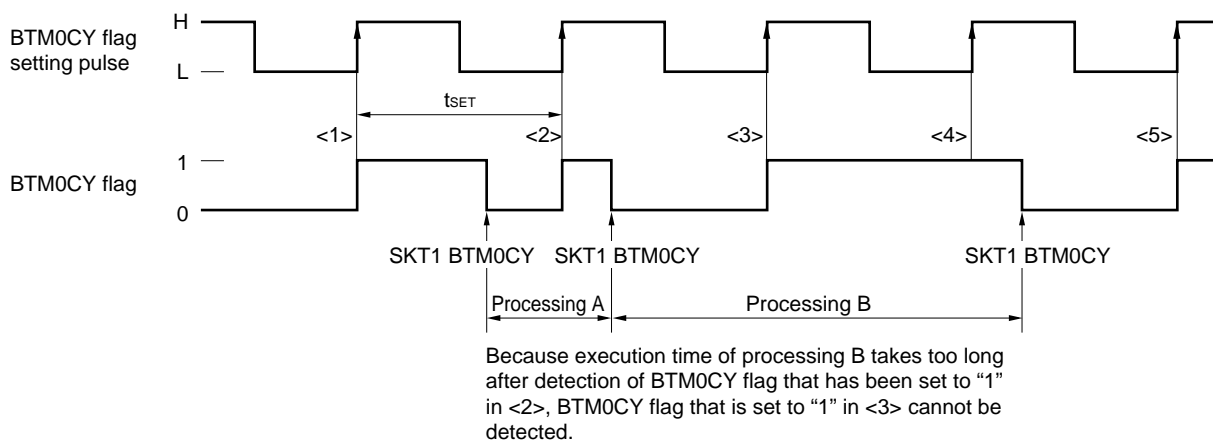 BTM0CY flag
setting pulse
H
L
tSET
<1>
<2>
<3>
<4>
<5>
BTM0CY flag
1
0
SKT1 BTM0CY
SKT1 BTM0CY
SKT1 BTM0CY
Processing A
Processing B
Because execution time of processing B takes too long
after detection of BTM0CY flag that has been set to “1”
in <2>, BTM0CY flag that is set to “1” in <3> cannot be
detected.